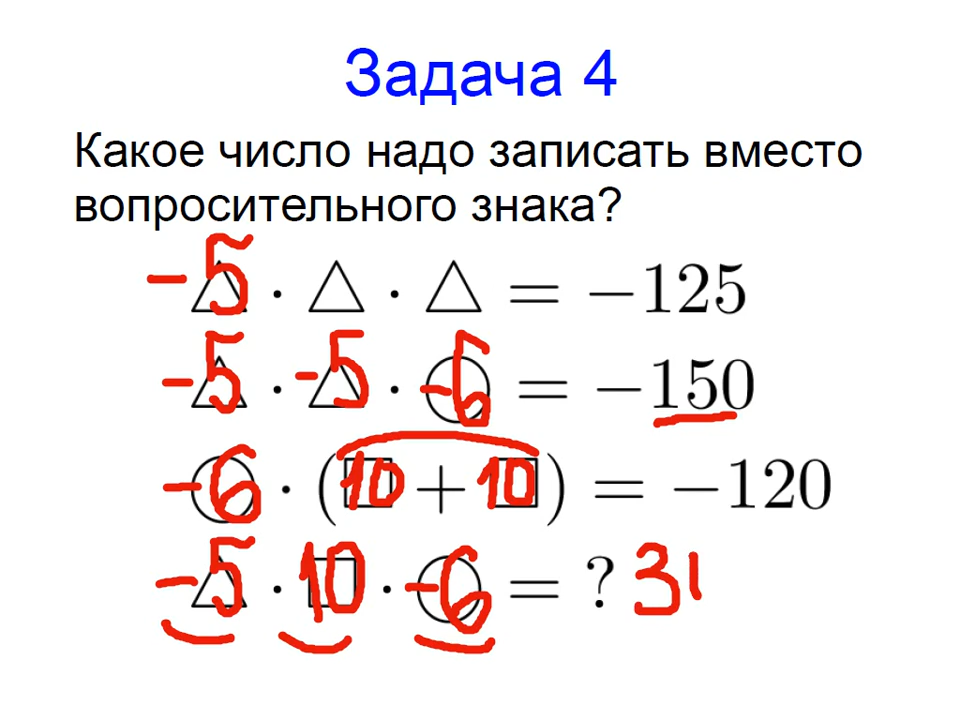 Задача 4
Какое число надо записать вместо
вопросительного знака?
-5 △ · △ · △ = −125
-5 △ · -5 △ · -6 ○ = −150
-6 ○ · (10 □ + 10 □) = −120
-5 △ · 10 □ · -6 ○ = ? 31